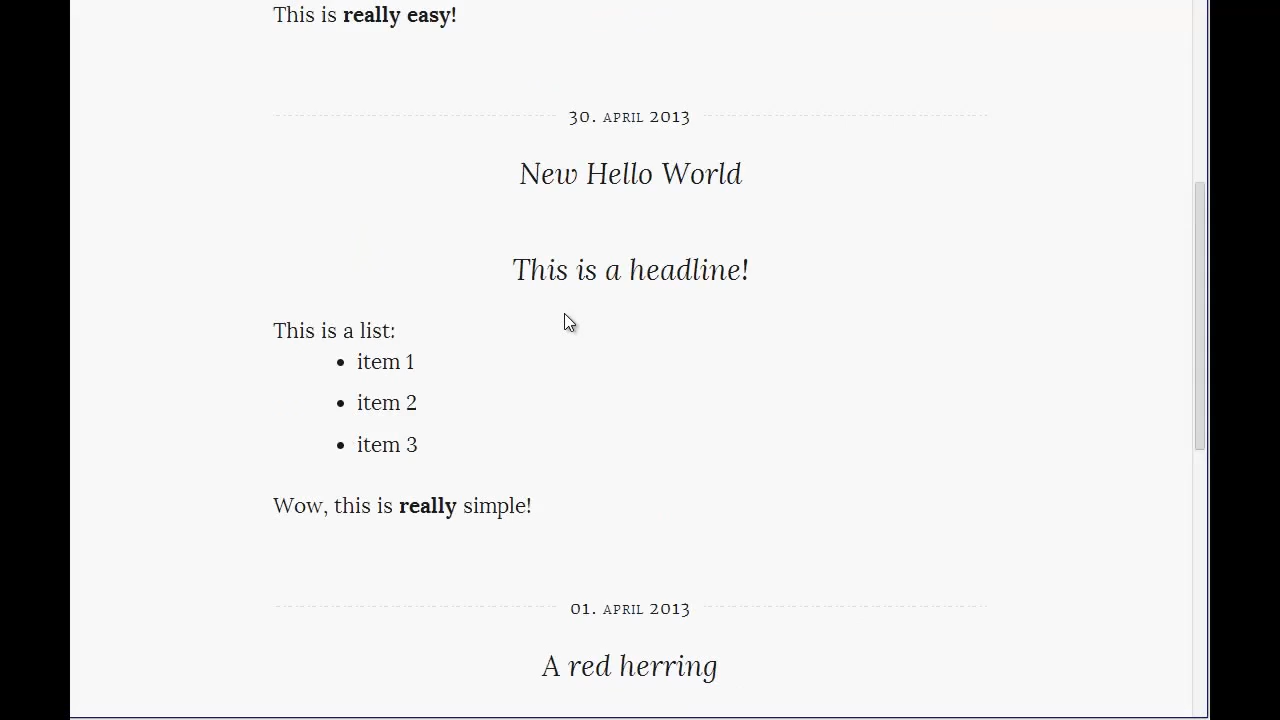 This is really easy!
30. APRIL 2013
New Hello World
This is a headline!
This is a list:
• item 1
• item 2
• item 3
Wow, this is really simple!
01. APRIL 2013
A red herring